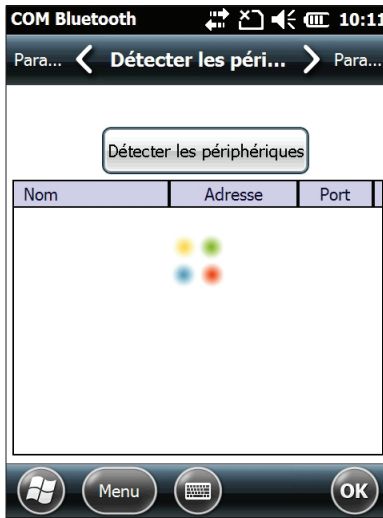 COM Bluetooth 10:11
Para... Détecter les péri... Para...
Détecter les périphériques
Nom Adresse Port
Menu OK